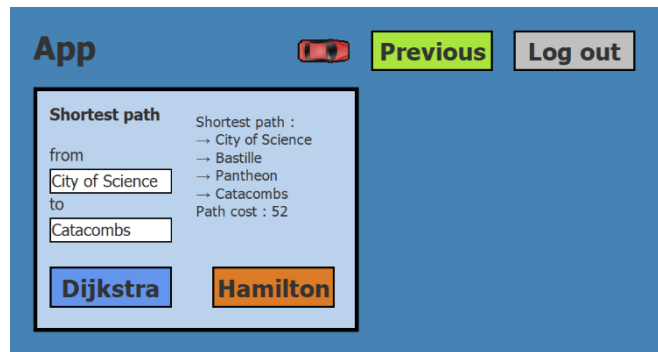 App
Previous
Log out
Shortest path
from
City of Science
to
Catacombs
Shortest path :
→ City of Science
→ Bastille
→ Pantheon
→ Catacombs
Path cost : 52
Dijkstra
Hamilton